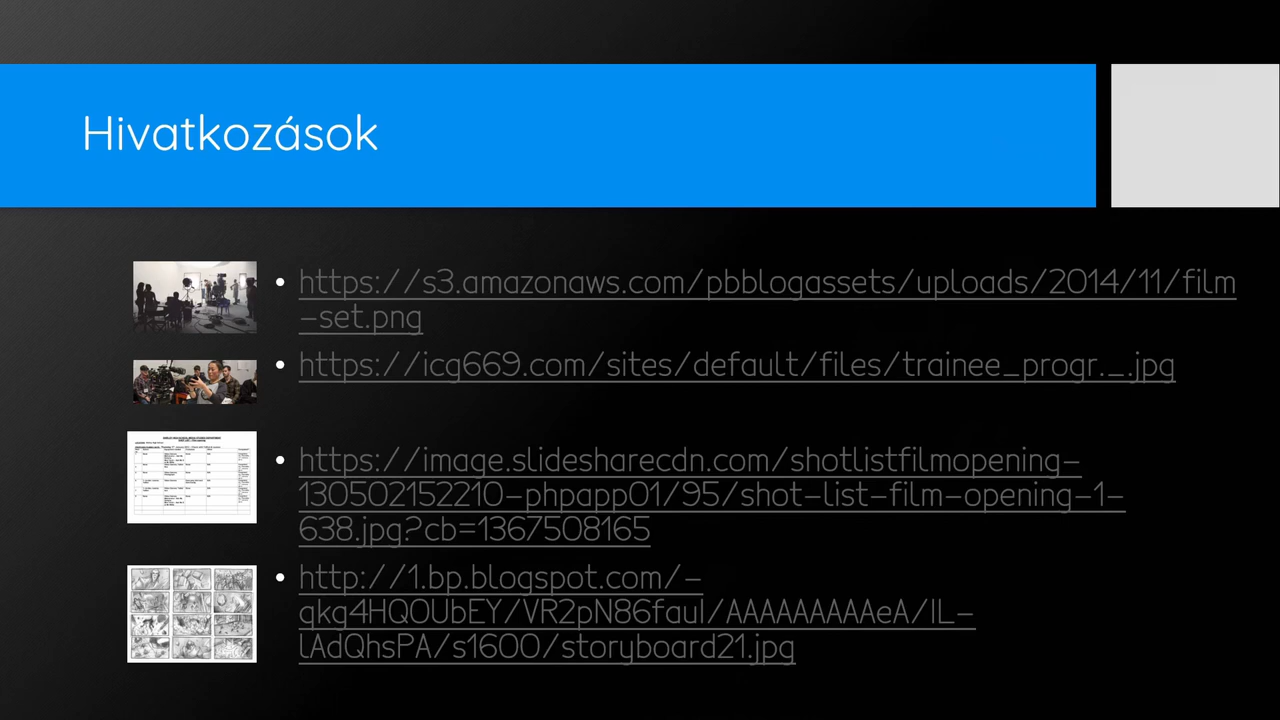 Hivatkozások
https://s3.amazonaws.com/pbblogassets/uploads/2014/11/film
-set.png
https://icg669.com/sites/default/files/trainee_progr._.jpg
https://image.slidesharecdn.com/shotlistfilmopening-
130502152210-phpapp01/95/shot-list-film-opening-1-
638.jpg?cb=1367508165
http://1.bp.blogspot.com/-
qkq4HQOUbEY/VR2pN86fauI/AAAAAAAAAeA/IL-
lAdQhsPA/s1600/storyboard21.jpg